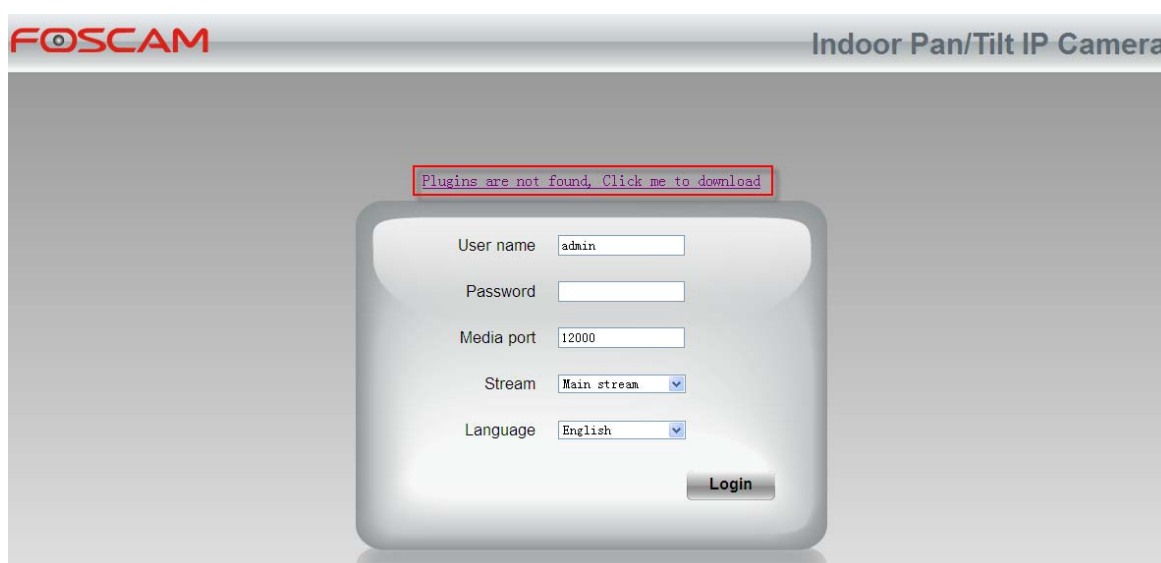 FOSCAM
Indoor Pan/Tilt IP Camera
Plugins are not found, Click me to download
User name admin
Password
Media port 12000
Stream Main stream
Language English
Login